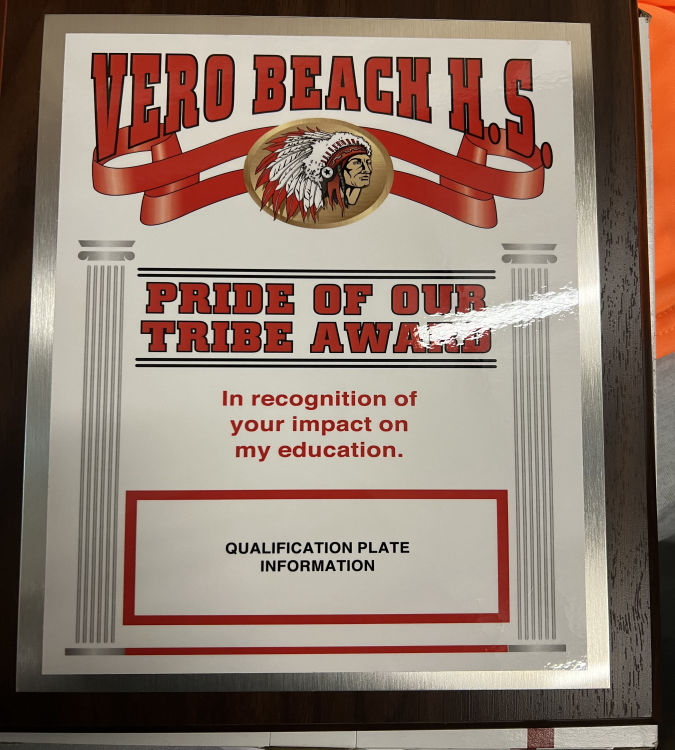 VERO BEACH H.S.
PRIDE OF OUR
TRIBE AWARD
In recognition of
your impact on
my education.
QUALIFICATION PLATE
INFORMATION